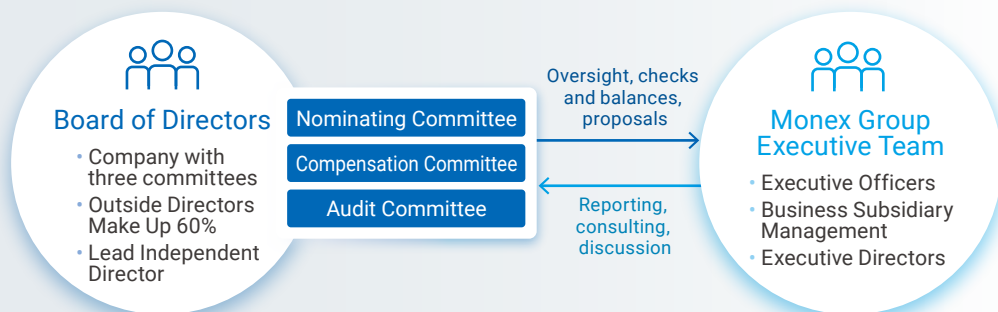 Board of Directors
• Company with
three committees
• Outside Directors
Make Up 60%
• Lead Independent
Director
Nominating Committee
Compensation Committee
Audit Committee
Oversight, checks
and balances,
proposals
Reporting,
consulting,
discussion
Monex Group
Executive Team
• Executive Officers
• Business Subsidiary
Management
• Executive Directors